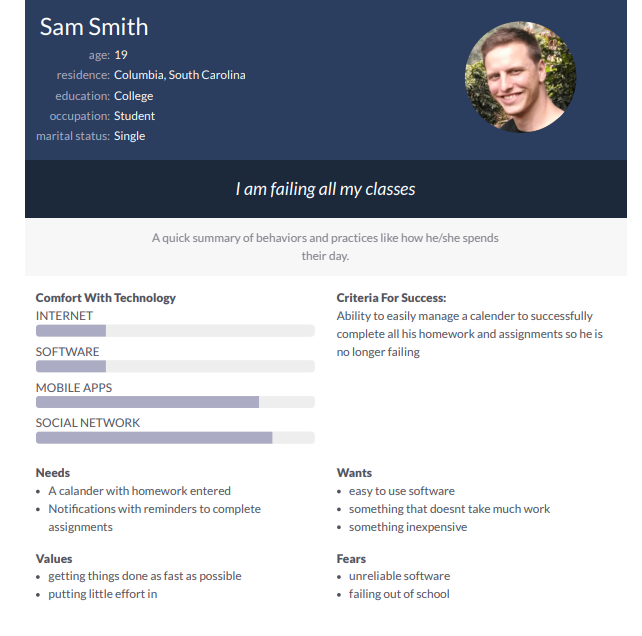 Sam Smith
age: 19
residence: Columbia, South Carolina
education: College
occupation: Student
marital status: Single
I am failing all my classes
A quick summary of behaviors and practices like how he/she spends
their day.
Comfort With Technology
INTERNET
SOFTWARE
MOBILE APPS
SOCIAL NETWORK
Criteria For Success:
Ability to easily manage a calender to successfully
complete all his homework and assignments so he is
no longer failing
Needs
• A calander with homework entered
• Notifications with reminders to complete
assignments
Wants
• easy to use software
• something that doesnt take much work
• something inexpensive
Values
• getting things done as fast as possible
• putting little effort in
Fears
• unreliable software
• failing out of school